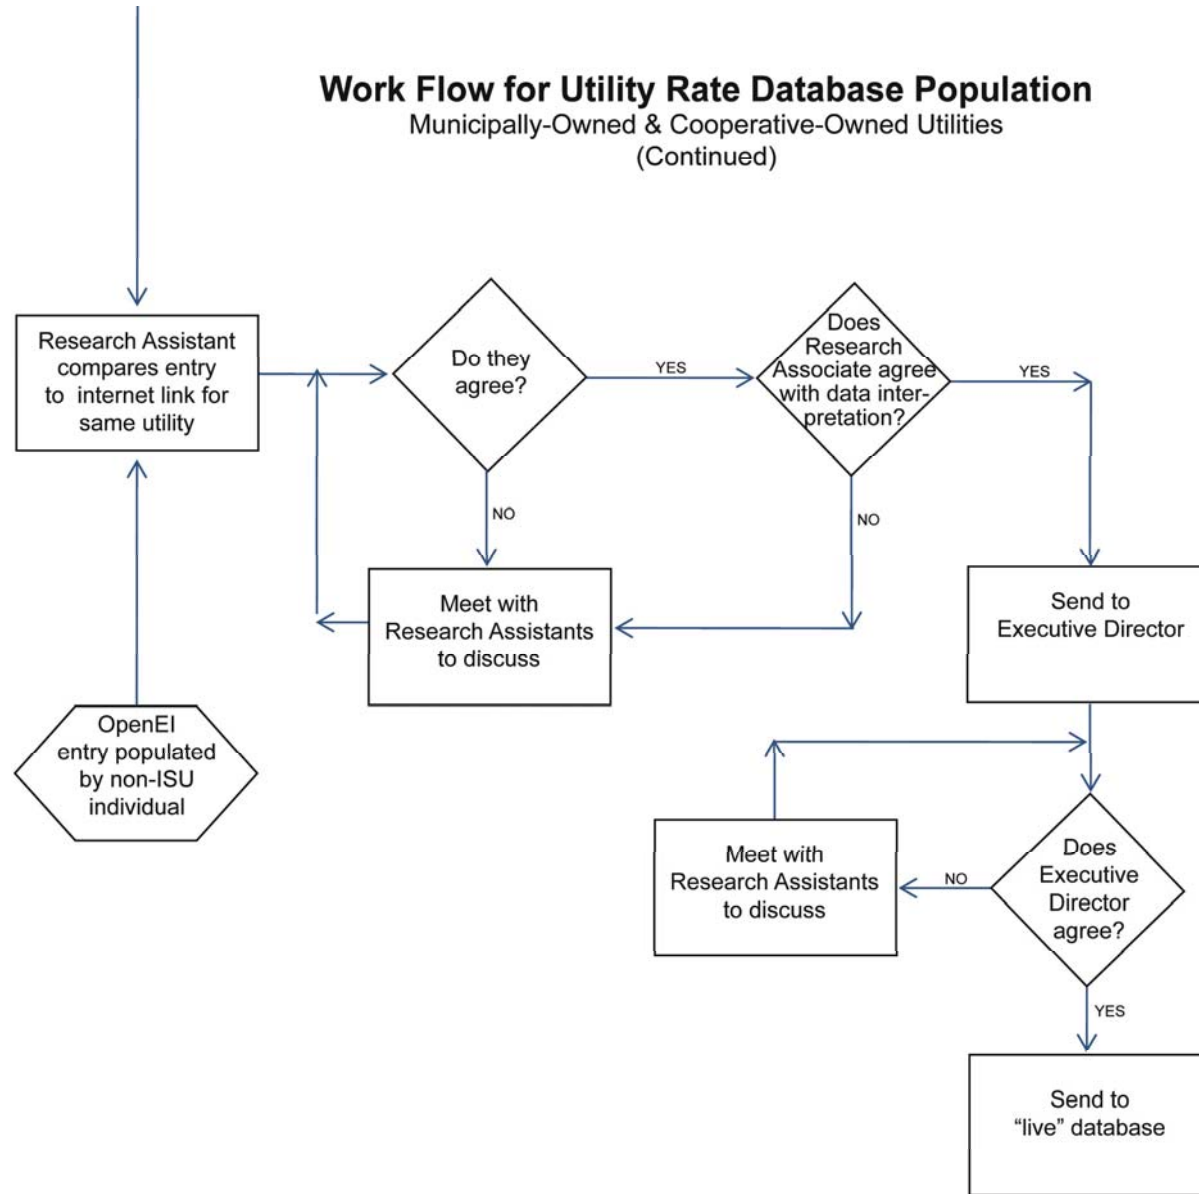 Work Flow for Utility Rate Database Population
Municipally-Owned & Cooperative-Owned Utilities
(Continued)
Research Assistant
compares entry
to internet link for
same utility
Do they
agree?
YES
Does
Research
Associate agree
with data inter-
pretation?
YES
NO
NO
Meet with
Research Assistants
to discuss
Send to
Executive Director
OpenEI
entry populated
by non-ISU
individual
Meet with
Research Assistants
to discuss
NO
Does
Executive
Director
agree?
YES
Send to
“live” database